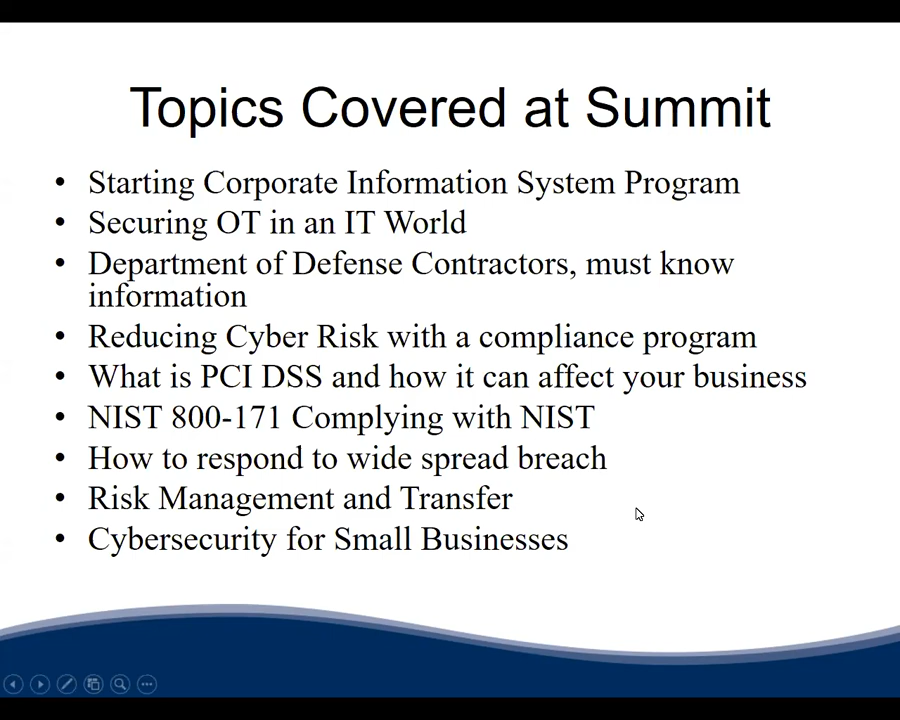 Topics Covered at Summit
• Starting Corporate Information System Program
• Securing OT in an IT World
• Department of Defense Contractors, must know
information
• Reducing Cyber Risk with a compliance program
• What is PCI DSS and how it can affect your business
• NIST 800-171 Complying with NIST
• How to respond to wide spread breach
• Risk Management and Transfer
• Cybersecurity for Small Businesses